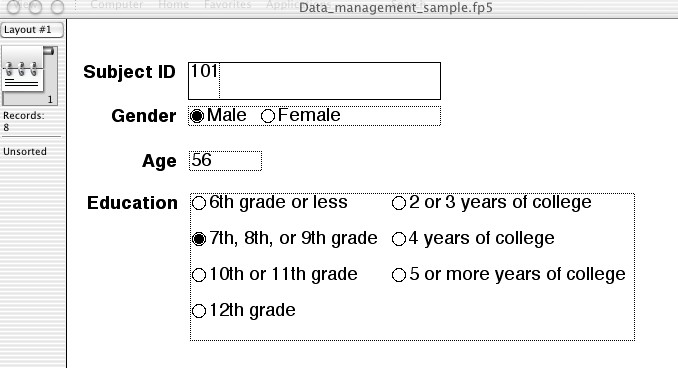 Computer Home Favorites
Data_management_sample.fp5
Layout #1
1
Records:
8
Unsorted
Subject ID 101
Gender Male Female
Age 56
Education 6th grade or less 2 or 3 years of college
7th, 8th, or 9th grade 4 years of college
10th or 11th grade 5 or more years of college
12th grade